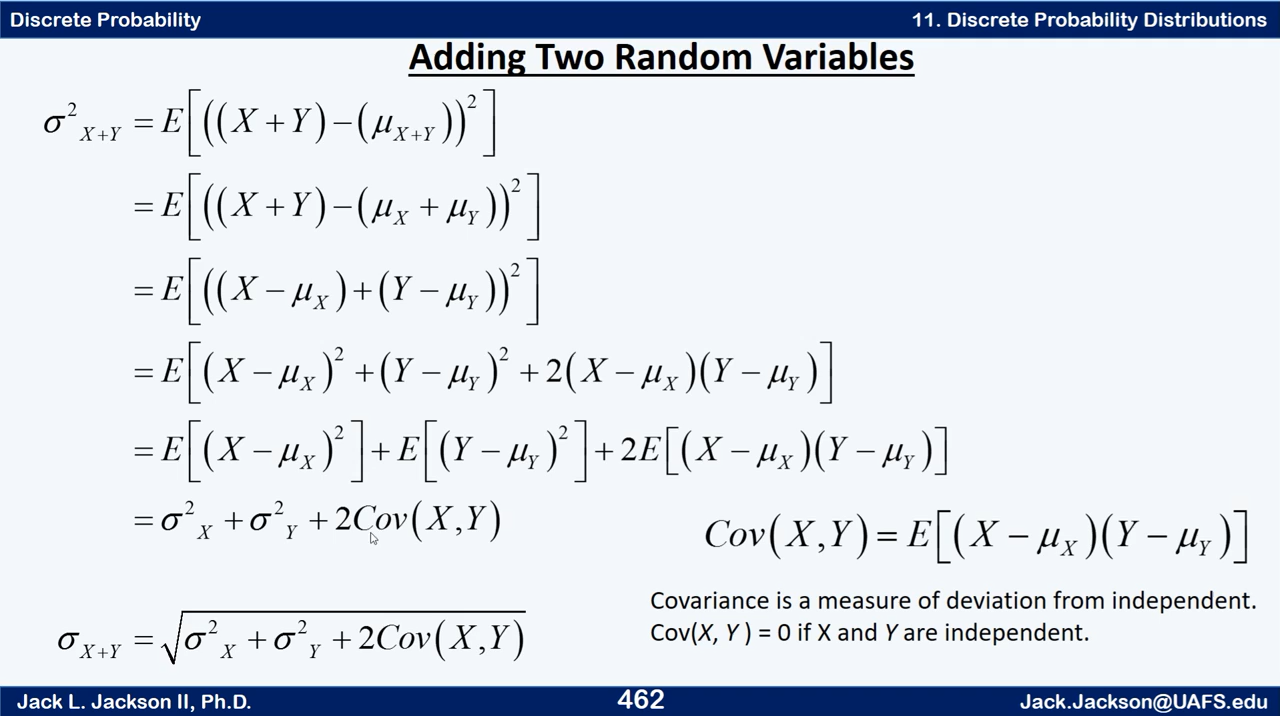 Discrete Probability
11. Discrete Probability Distributions
Adding Two Random Variables
σ²_{X+Y} = E[((X + Y) − (μ_{X+Y}))²]
= E[((X + Y) − (μ_X + μ_Y))²]
= E[((X − μ_X) + (Y − μ_Y))²]
= E[(X − μ_X)² + (Y − μ_Y)² + 2(X − μ_X)(Y − μ_Y)]
= E[(X − μ_X)²] + E[(Y − μ_Y)²] + 2E[(X − μ_X)(Y − μ_Y)]
= σ²_X + σ²_Y + 2Cov(X,Y)
Cov(X,Y) = E[(X − μ_X)(Y − μ_Y)]
Covariance is a measure of deviation from independent.
Cov(X, Y ) = 0 if X and Y are independent.
σ_{X+Y} = √(σ²_X + σ²_Y + 2Cov(X,Y))
Jack L. Jackson II, Ph.D.
462
Jack.Jackson@UAFS.edu